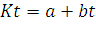 Kt = a + bt